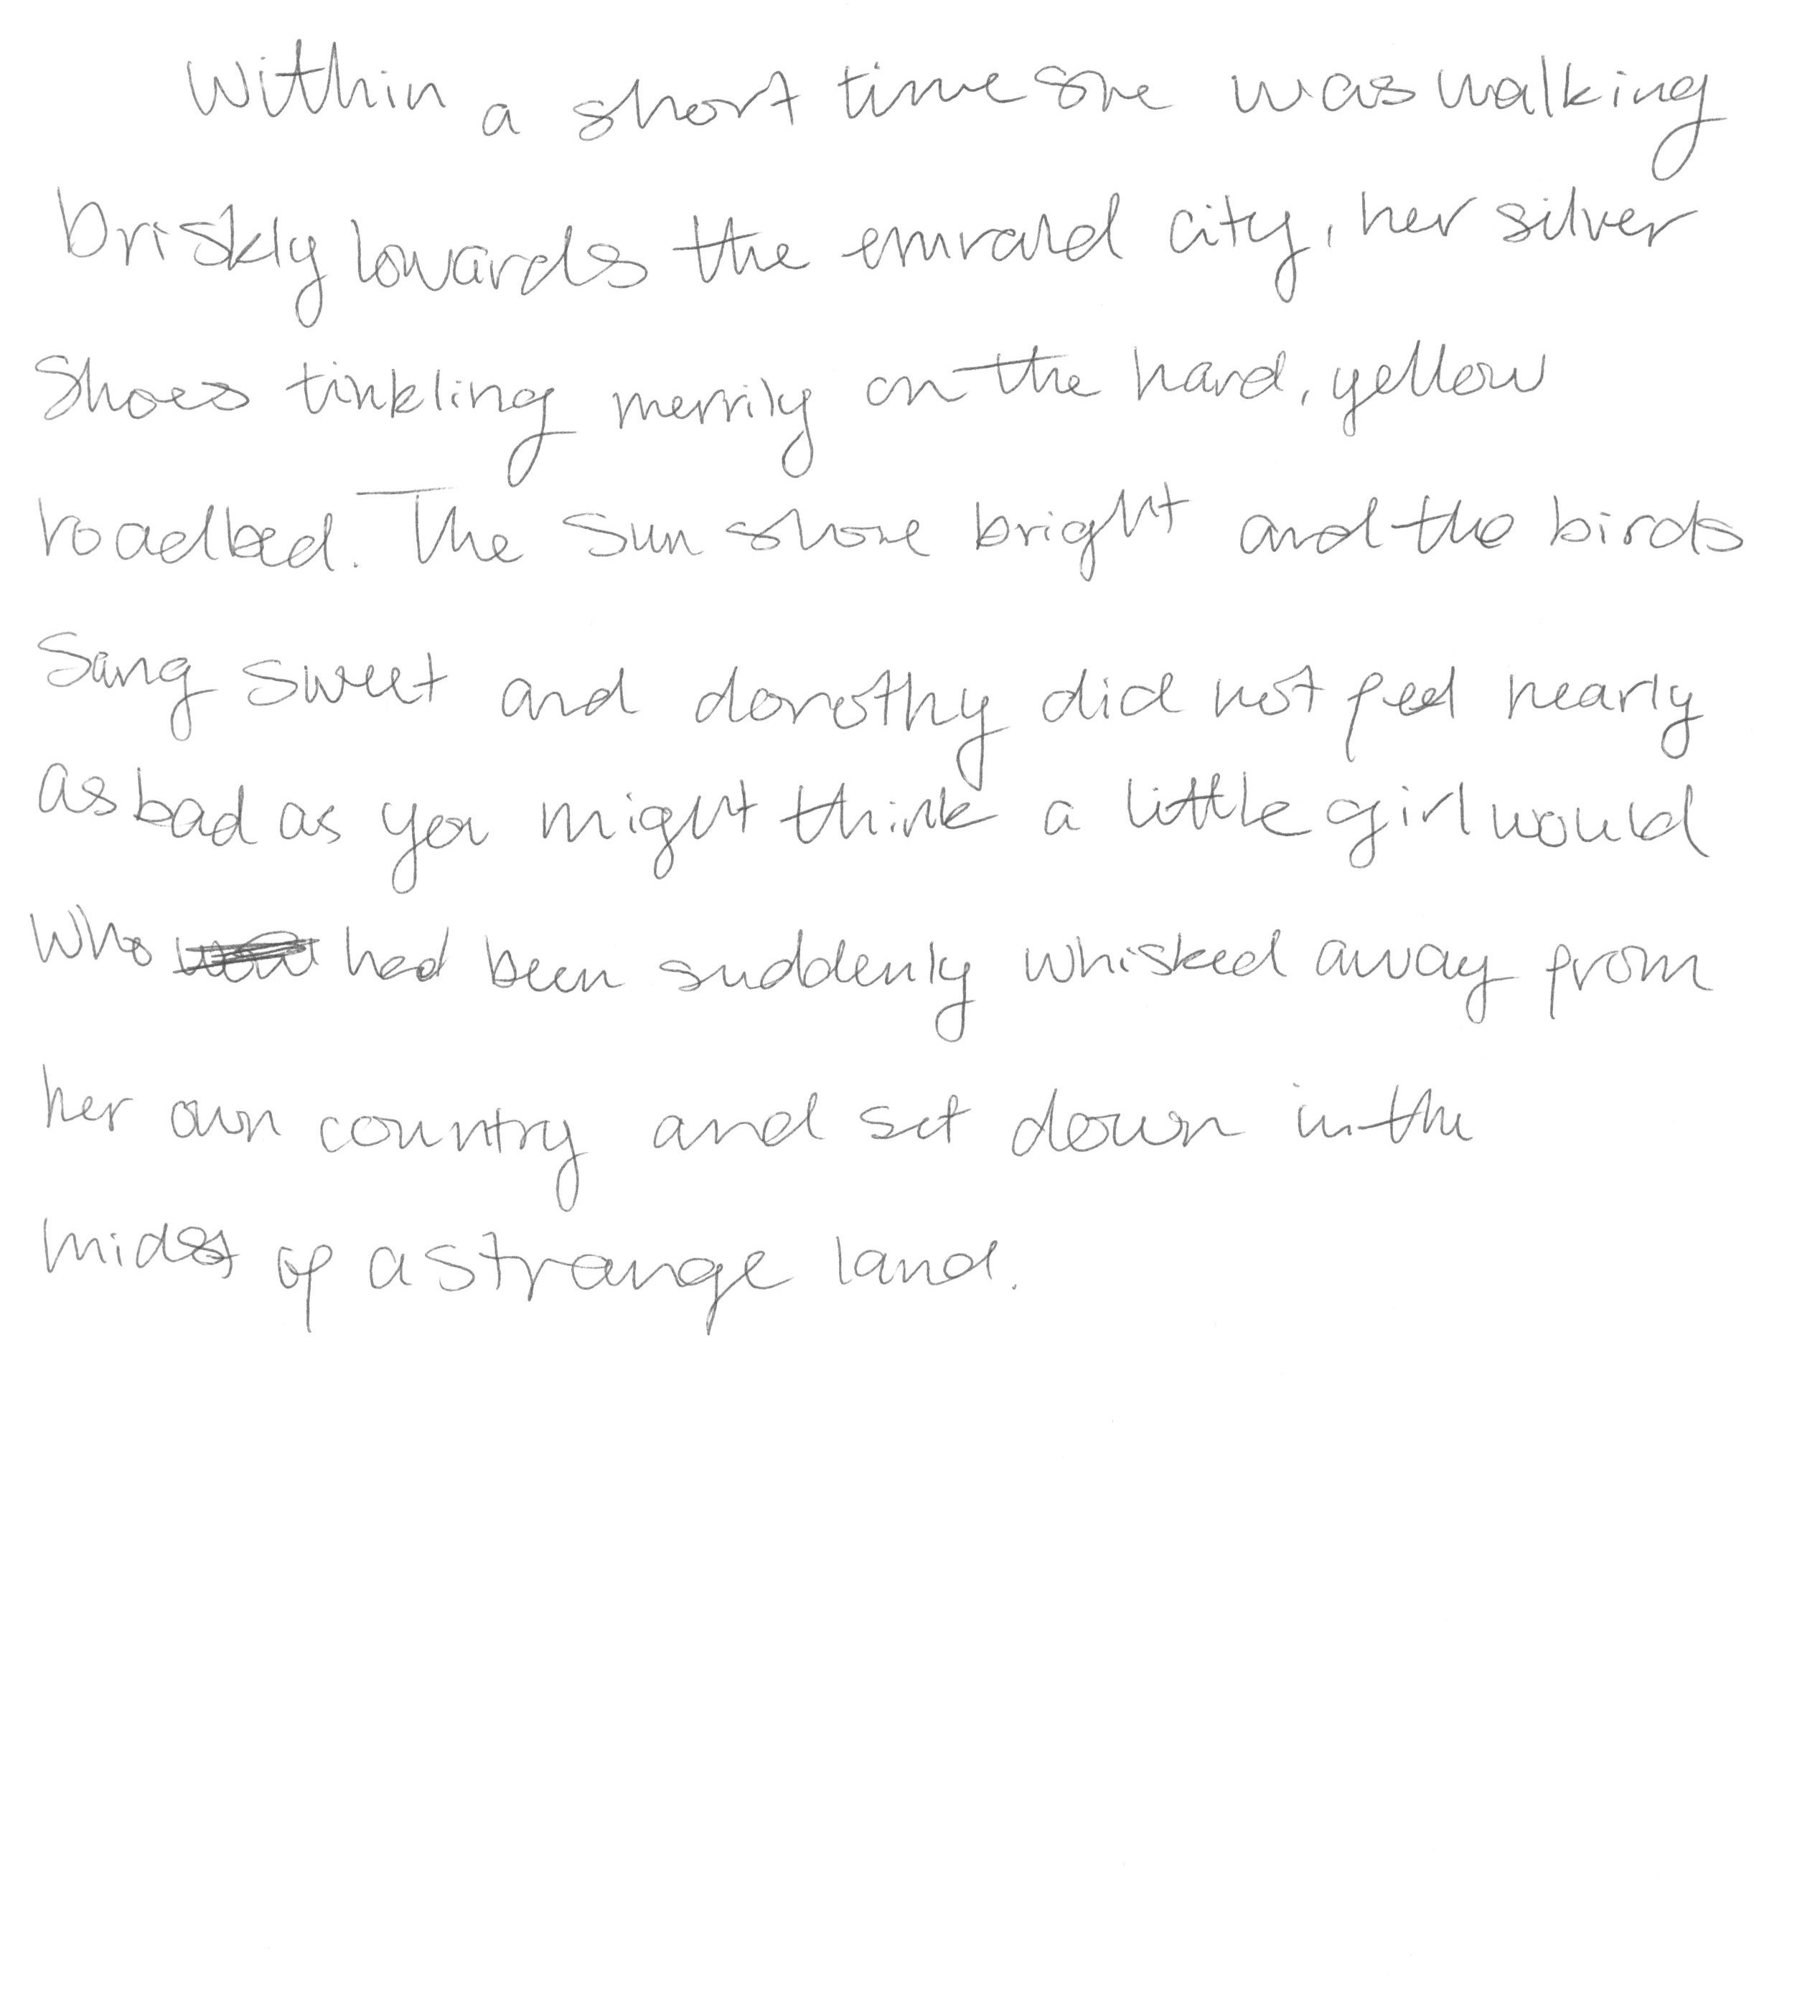 Within a short time she was walking
briskly towards the emrald city, her silver
Shoes tinkling merrily on the hard, yellow
roadbed. The sun shone bright and the birds
Sang sweet and dorothy did not feel nearly
as bad as you might think a little girl would
who had been suddenly whisked away from
her own country and set down in the
midst of a strange land.